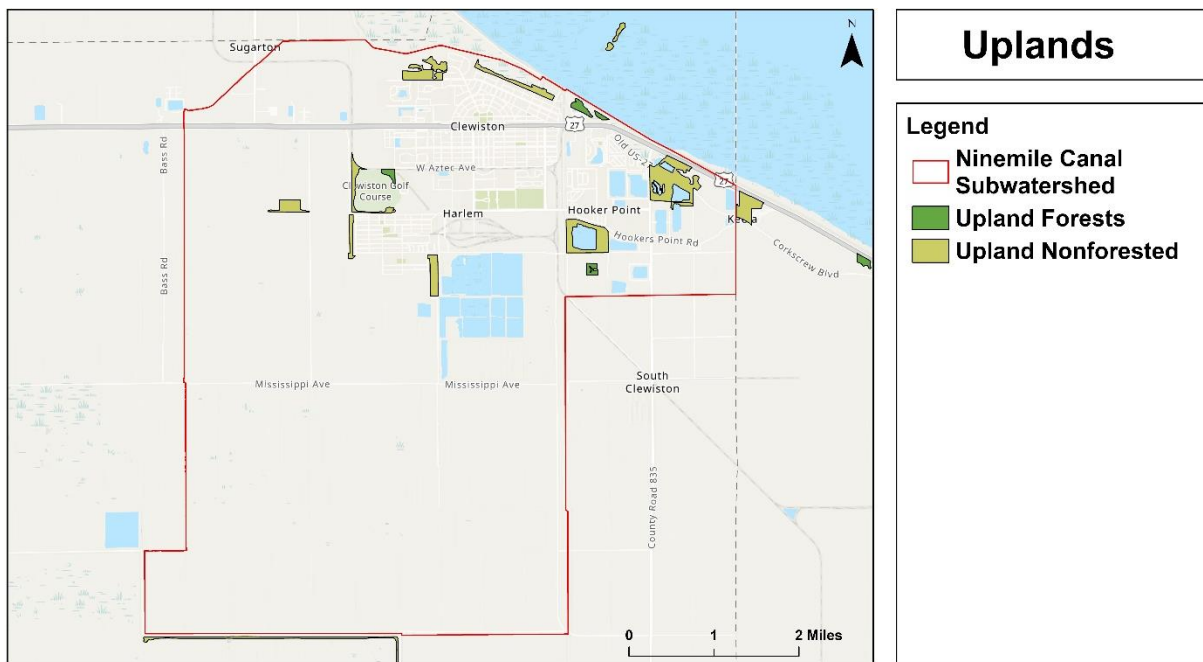 N
Sugarton
Clewiston
27
Old US-2
W Aztec Ave
27
Bass Rd
Clewiston Golf
Course
Harlem
Hooker Point
Hookers Point Rd
Corkscrew Blvd
Bass Rd
Mississippi Ave
Mississippi Ave
South
Clewiston
County Road 835
0 1 2 Miles
Uplands
Legend
Ninemile Canal
Subwatershed
Upland Forests
Upland Nonforested